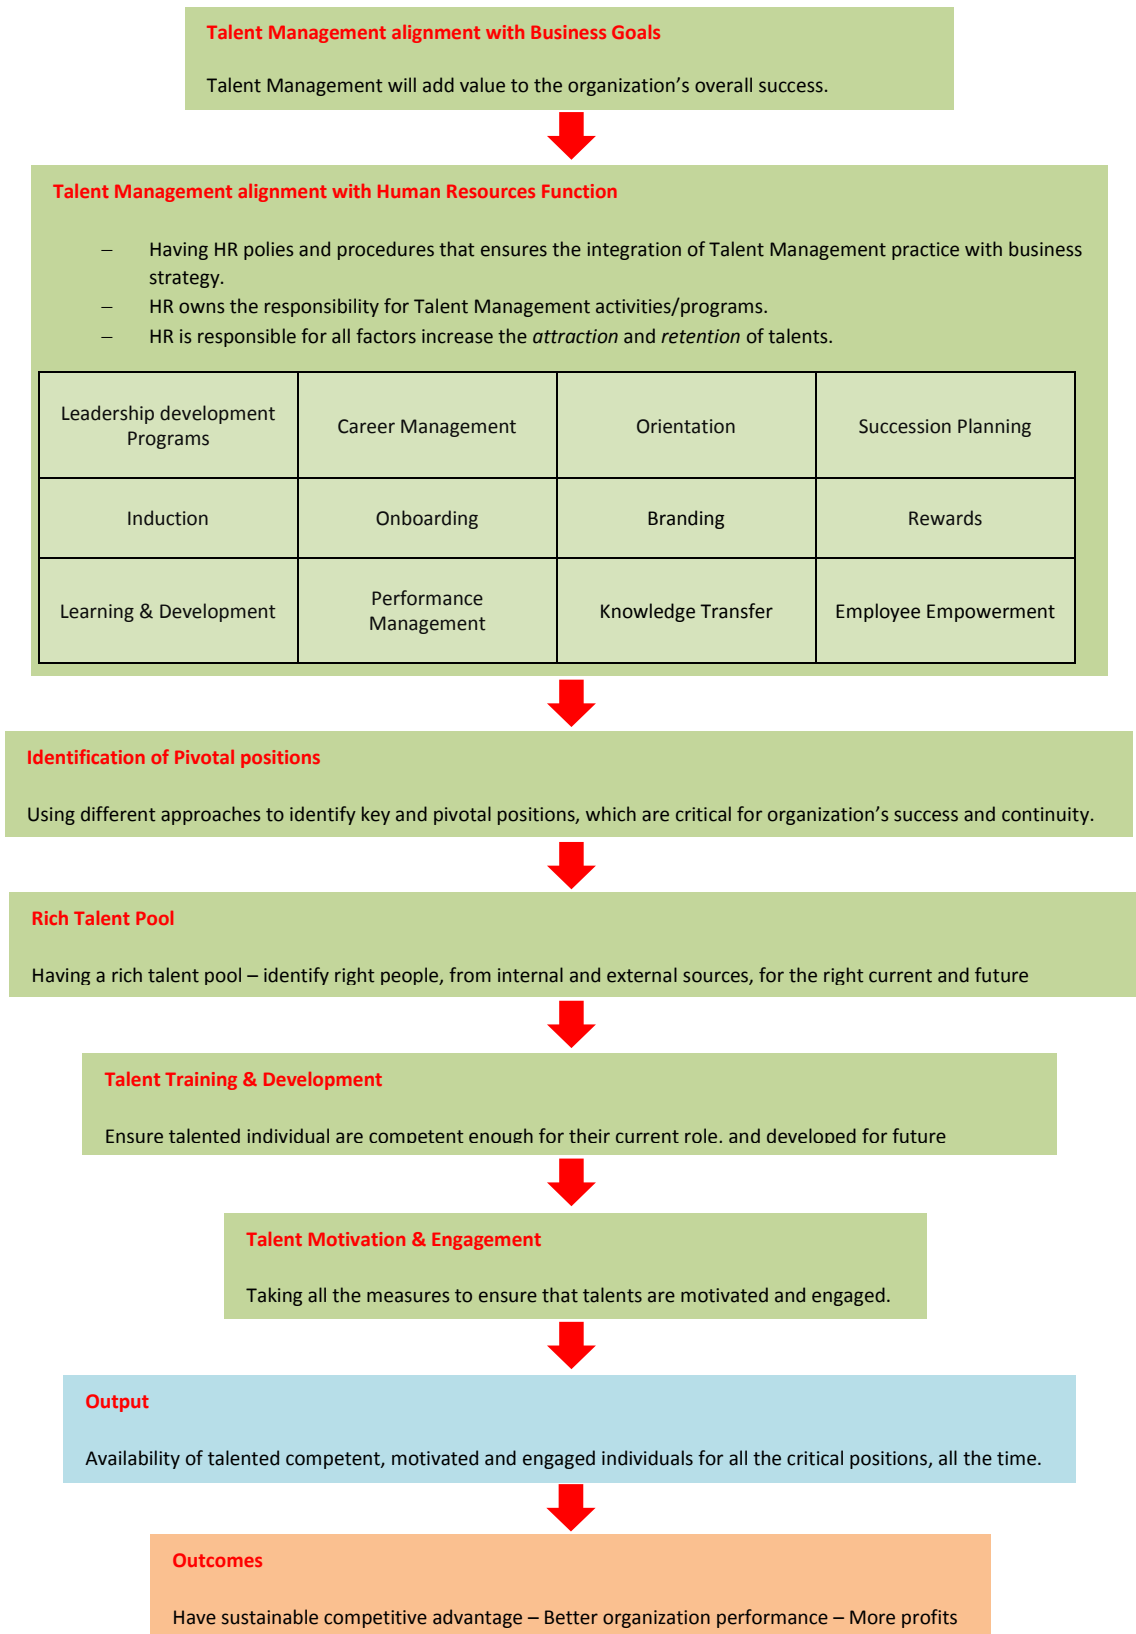 Talent Management alignment with Business Goals
Talent Management will add value to the organization’s overall success.
Talent Management alignment with Human Resources Function
– Having HR polies and procedures that ensures the integration of Talent Management practice with business
strategy.
– HR owns the responsibility for Talent Management activities/programs.
– HR is responsible for all factors increase the attraction and retention of talents.
Leadership development
Programs
Career Management
Orientation
Succession Planning
Induction
Onboarding
Branding
Rewards
Learning & Development
Performance
Management
Knowledge Transfer
Employee Empowerment
Identification of Pivotal positions
Using different approaches to identify key and pivotal positions, which are critical for organization’s success and continuity.
Rich Talent Pool
Having a rich talent pool – identify right people, from internal and external sources, for the right current and future
Talent Training & Development
Ensure talented individual are competent enough for their current role, and developed for future
Talent Motivation & Engagement
Taking all the measures to ensure that talents are motivated and engaged.
Output
Availability of talented competent, motivated and engaged individuals for all the critical positions, all the time.
Outcomes
Have sustainable competitive advantage – Better organization performance – More profits